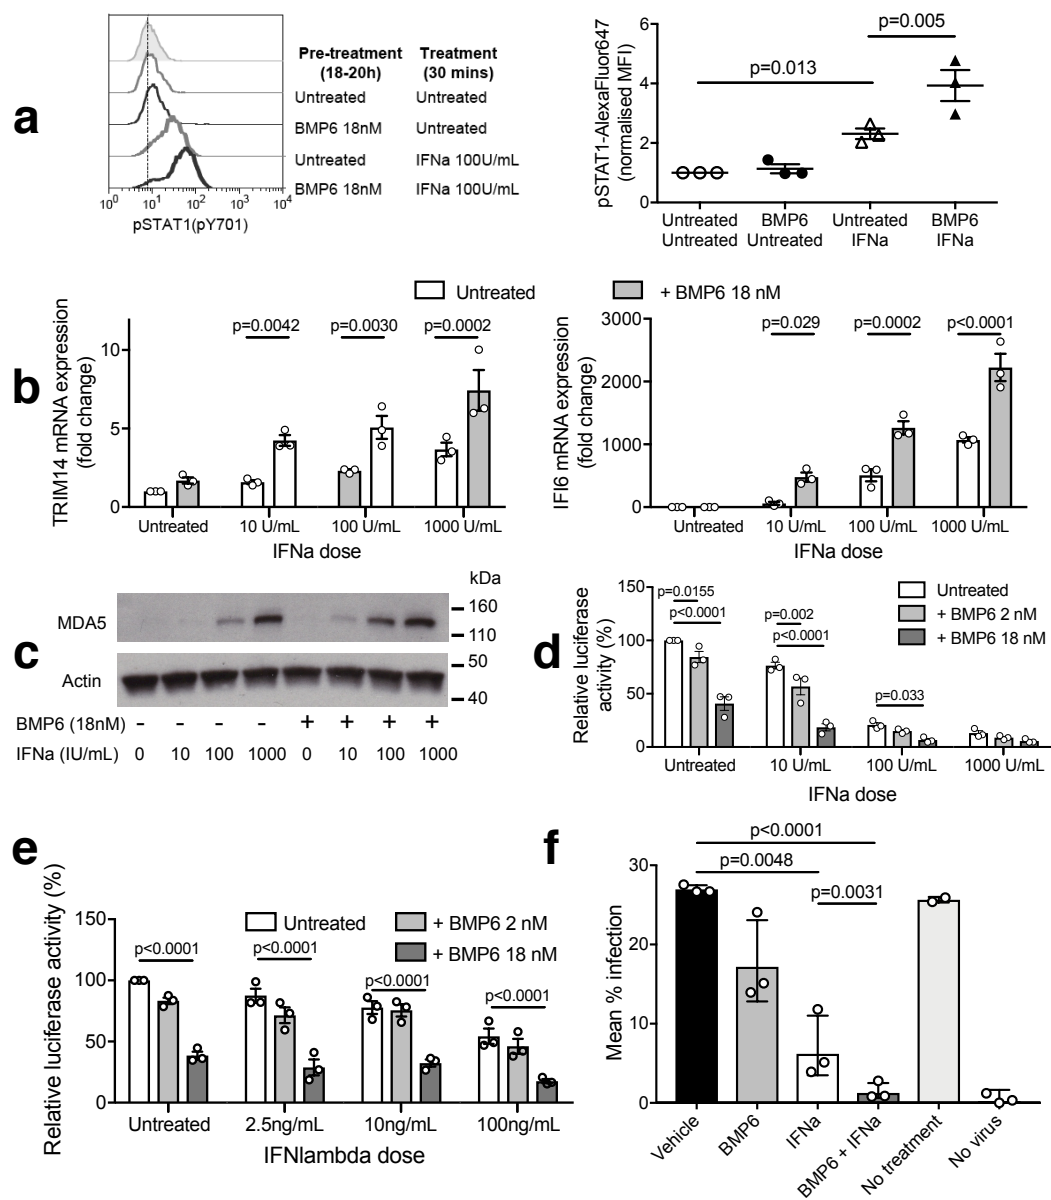 a
Pre-treatment Treatment
(18-20h) (30 mins)
Untreated Untreated
BMP6 18nM Untreated
Untreated IFNa 100U/mL
BMP6 18nM IFNa 100U/mL
10⁰ 10¹ 10² 10³ 10⁴
pSTAT1(pY701)
pSTAT1-AlexaFluor647
(normalised MFI)
6
4
2
0
p=0.005
p=0.013
Untreated BMP6 Untreated BMP6
Untreated Untreated IFNa IFNa
Untreated + BMP6 18 nM
b
TRIM14 mRNA expression
(fold change)
10
5
0
p=0.0042 p=0.0030 p=0.0002
Untreated 10 U/mL 100 U/mL 1000 U/mL
IFNa dose
IFI6 mRNA expression
(fold change)
3000
2000
1000
0
p=0.029 p=0.0002 p<0.0001
Untreated 10 U/mL 100 U/mL 1000 U/mL
IFNa dose
c
kDa
MDA5
160
110
Actin
50
40
BMP6 (18nM) - - - - + + + +
IFNa (IU/mL) 0 10 100 1000 0 10 100 1000
d
Relative luciferase
activity (%)
150
100
50
0
Untreated
+ BMP6 2 nM
+ BMP6 18 nM
p=0.0155
p<0.0001
p=0.002
p<0.0001
p=0.033
Untreated 10 U/mL 100 U/mL 1000 U/mL
IFNa dose
e
Relative luciferase activity (%)
150
100
50
0
Untreated + BMP6 2 nM
+ BMP6 18 nM
p<0.0001 p<0.0001 p<0.0001 p<0.0001
Untreated 2.5ng/mL 10ng/mL 100ng/mL
IFNlambda dose
f
Mean % infection
30
20
10
0
p<0.0001
p=0.0048
p=0.0031
Vehicle
BMP6
IFNa
BMP6 + IFNa
No treatment
No virus